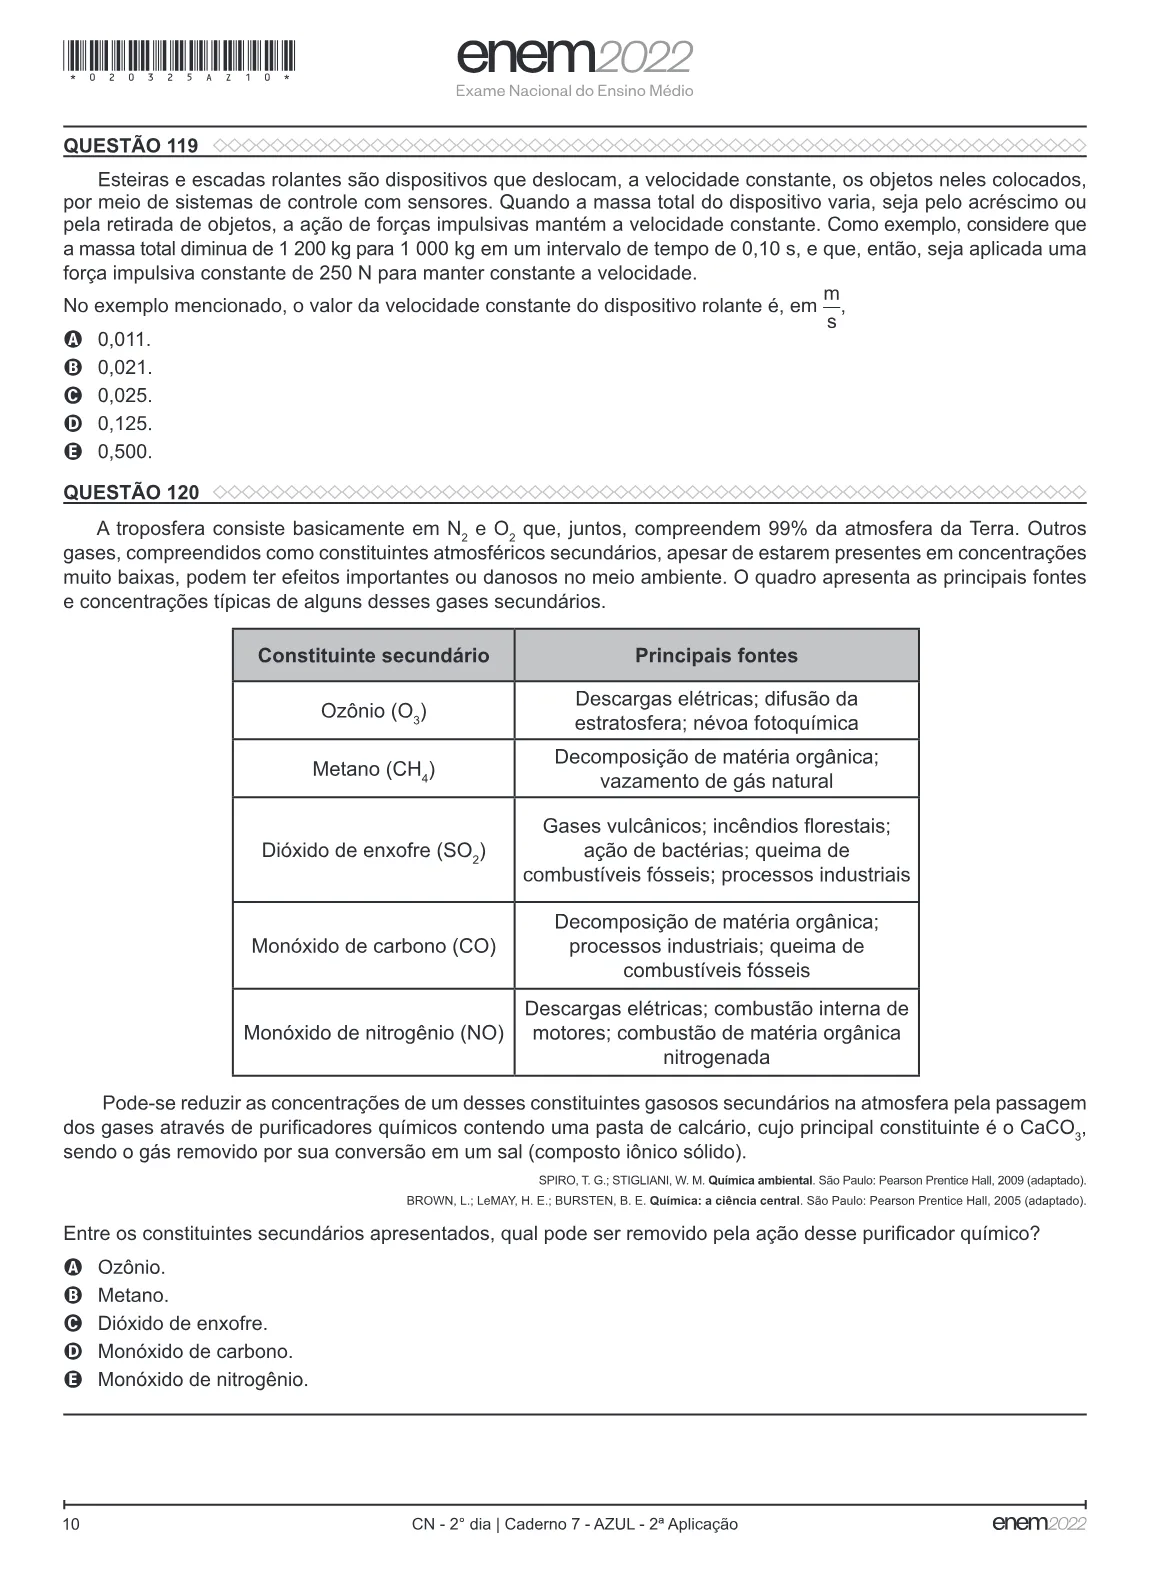 *020325AZ10*
enem2022
Exame Nacional do Ensino Médio
QUESTÃO 119
Esteiras e escadas rolantes são dispositivos que deslocam, a velocidade constante, os objetos neles colocados,
por meio de sistemas de controle com sensores. Quando a massa total do dispositivo varia, seja pelo acréscimo ou
pela retirada de objetos, a ação de forças impulsivas mantém a velocidade constante. Como exemplo, considere que
a massa total diminua de 1 200 kg para 1 000 kg em um intervalo de tempo de 0,10 s, e que, então, seja aplicada uma
força impulsiva constante de 250 N para manter constante a velocidade.
No exemplo mencionado, o valor da velocidade constante do dispositivo rolante é, em m/s,
A 0,011.
B 0,021.
C 0,025.
D 0,125.
E 0,500.
QUESTÃO 120
A troposfera consiste basicamente em N₂ e O₂ que, juntos, compreendem 99% da atmosfera da Terra. Outros
gases, compreendidos como constituintes atmosféricos secundários, apesar de estarem presentes em concentrações
muito baixas, podem ter efeitos importantes ou danosos no meio ambiente. O quadro apresenta as principais fontes
e concentrações típicas de alguns desses gases secundários.
Constituinte secundário
Principais fontes
Ozônio (O₃)
Descargas elétricas; difusão da
estratosfera; névoa fotoquímica
Metano (CH₄)
Decomposição de matéria orgânica;
vazamento de gás natural
Dióxido de enxofre (SO₂)
Gases vulcânicos; incêndios florestais;
ação de bactérias; queima de
combustíveis fósseis; processos industriais
Monóxido de carbono (CO)
Decomposição de matéria orgânica;
processos industriais; queima de
combustíveis fósseis
Monóxido de nitrogênio (NO)
Descargas elétricas; combustão interna de
motores; combustão de matéria orgânica
nitrogenada
Pode-se reduzir as concentrações de um desses constituintes gasosos secundários na atmosfera pela passagem
dos gases através de purificadores químicos contendo uma pasta de calcário, cujo principal constituinte é o CaCO₃,
sendo o gás removido por sua conversão em um sal (composto iônico sólido).
SPIRO, T. G.; STIGLIANI, W. M. Química ambiental. São Paulo: Pearson Prentice Hall, 2009 (adaptado).
BROWN, L.; LeMAY, H. E.; BURSTEN, B. E. Química: a ciência central. São Paulo: Pearson Prentice Hall, 2005 (adaptado).
Entre os constituintes secundários apresentados, qual pode ser removido pela ação desse purificador químico?
A Ozônio.
B Metano.
C Dióxido de enxofre.
D Monóxido de carbono.
E Monóxido de nitrogênio.
10
CN - 2° dia | Caderno 7 - AZUL - 2ª Aplicação
enem2022